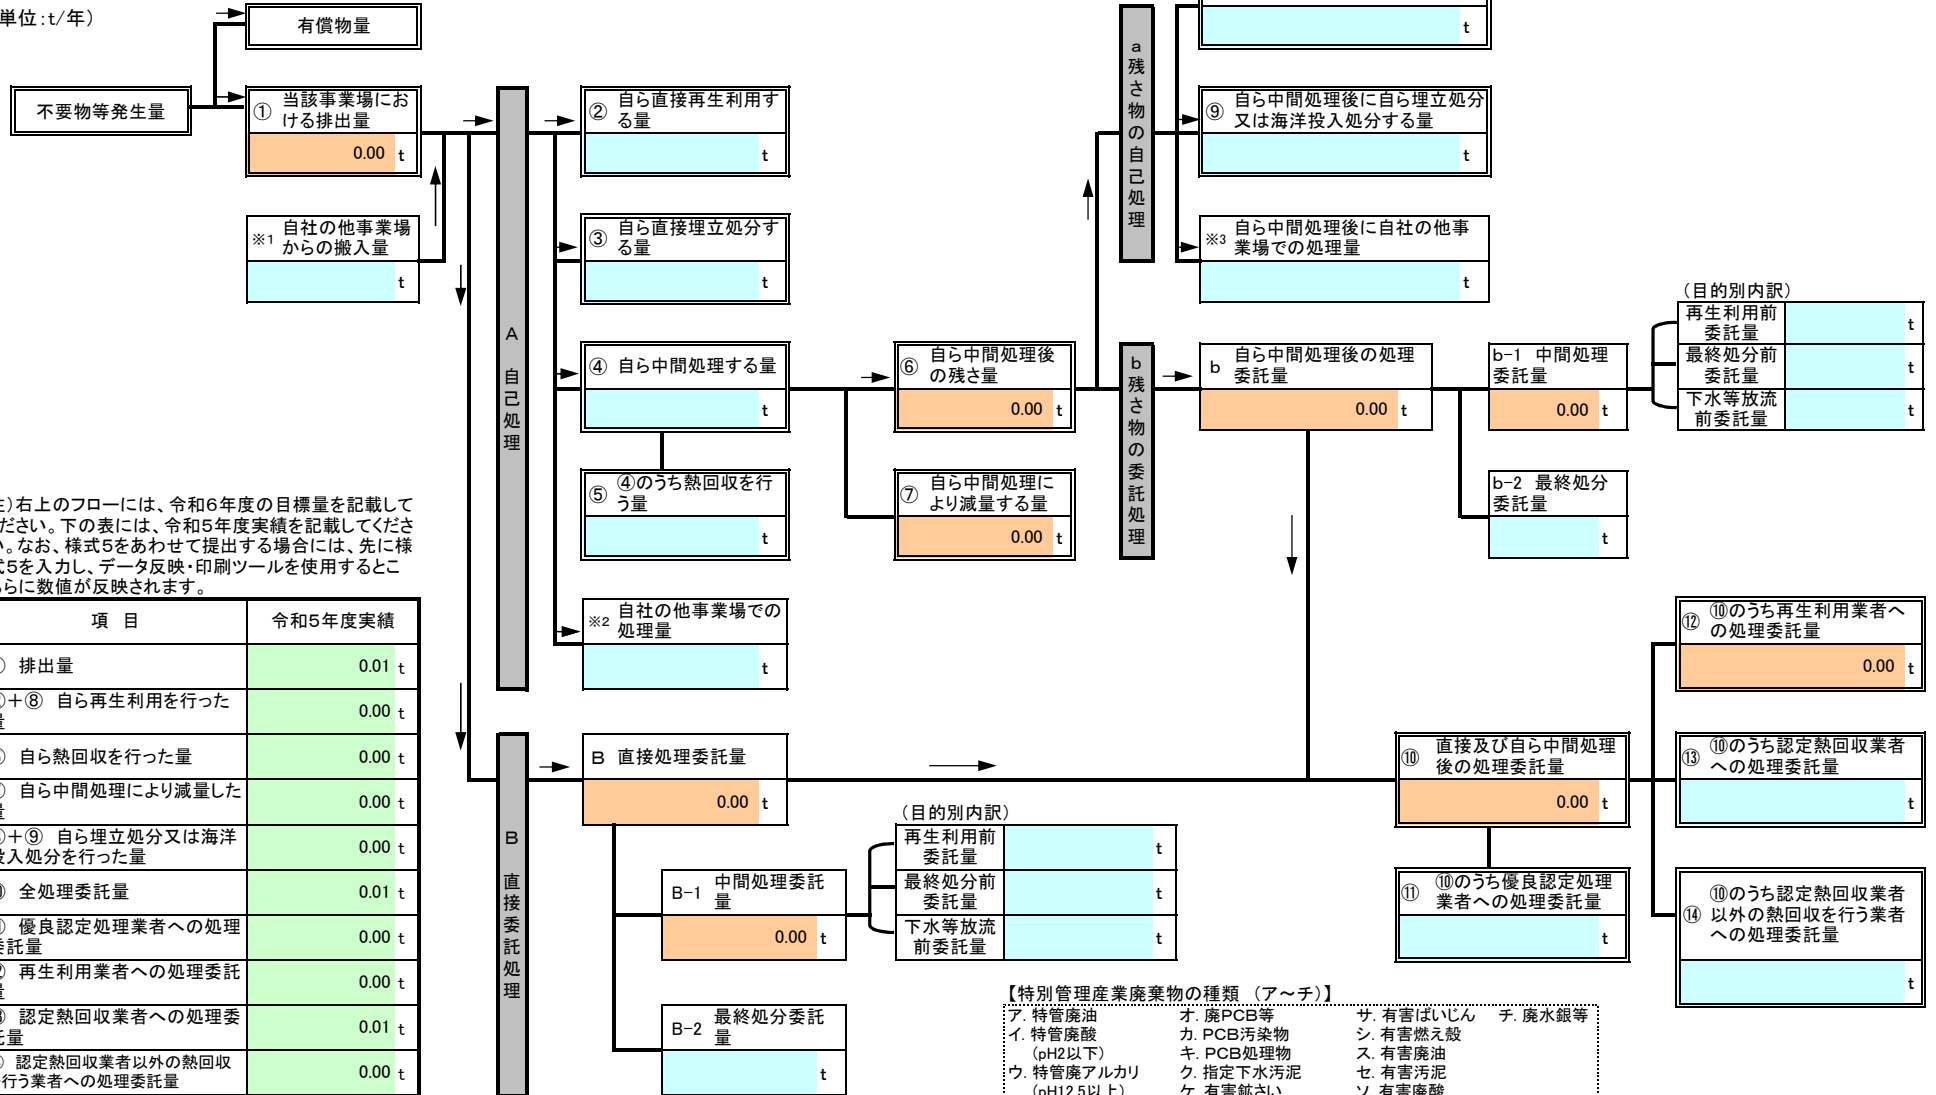 単位:t/年）
有償物量
不要物等発生量
①
当該事業場にお
ける排出量
0.00 t
※1
自社の他事業場
からの搬入量
t
A
自己処理
②
自ら直接再生利用す
る量
t
③
自ら直接埋立処分す
る量
t
④ 自ら中間処理する量
t
⑤
④のうち熱回収を行
う量
t
※2
自社の他事業場での
処理量
t
⑥
自ら中間処理後
の残さ量
0.00 t
⑦
自ら中間処理に
より減量する量
0.00 t
a
残さ物の自己処理
t
⑨
自ら中間処理後に自ら埋立処分
又は海洋投入処分する量
t
※3
自ら中間処理後に自社の他事
業場での処理量
t
b
残さ物の委託処理
b
自ら中間処理後の処理
委託量
0.00 t
b-1 中間処理
委託量
0.00 t
b-2 最終処分
委託量
t
（目的別内訳）
再生利用前
委託量
t
最終処分前
委託量
t
下水等放流
前委託量
t
）右上のフローには、令和6年度の目標量を記載して
ださい。下の表には、令和5年度実績を記載してくださ
。なお、様式5をあわせて提出する場合には、先に様
5を入力し、データ反映・印刷ツールを使用するとこ
らに数値が反映されます。
項 目
令和5年度実績
排出量
0.01 t
＋⑧ 自ら再生利用を行った
0.00 t
自ら熱回収を行った量
0.00 t
自ら中間処理により減量した
0.00 t
＋⑨ 自ら埋立処分又は海洋
投入処分を行った量
0.00 t
全処理委託量
0.01 t
優良認定処理業者への処理
委託量
0.00 t
再生利用業者への処理委託
0.00 t
認定熱回収業者への処理委
託量
0.01 t
認定熱回収業者以外の熱回収
行う業者への処理委託量
0.00 t
B
直接委託処理
B 直接処理委託量
0.00 t
B-1
中間処理委託
量
0.00 t
B-2
最終処分委託
量
t
（目的別内訳）
再生利用前
委託量
t
最終処分前
委託量
t
下水等放流
前委託量
t
⑩
直接及び自ら中間処理
後の処理委託量
0.00 t
⑪
⑩のうち優良認定処理
業者への処理委託量
t
⑫
⑩のうち再生利用業者へ
の処理委託量
0.00 t
⑬
⑩のうち認定熱回収業者
への処理委託量
t
⑭
⑩のうち認定熱回収業者
以外の熱回収を行う業者
への処理委託量
t
【特別管理産業廃棄物の種類 （ア～チ）】
ア. 特管廃油 オ. 廃PCB等 サ. 有害ばいじん チ. 廃水銀等
イ. 特管廃酸 カ. PCB汚染物 シ. 有害燃え殻
（pH2以下） キ. PCB処理物 ス. 有害廃油
ウ. 特管廃アルカリ ク. 指定下水汚泥 セ. 有害汚泥
（pH12.5以上） ケ. 有害鉱さい ソ. 有害廃酸